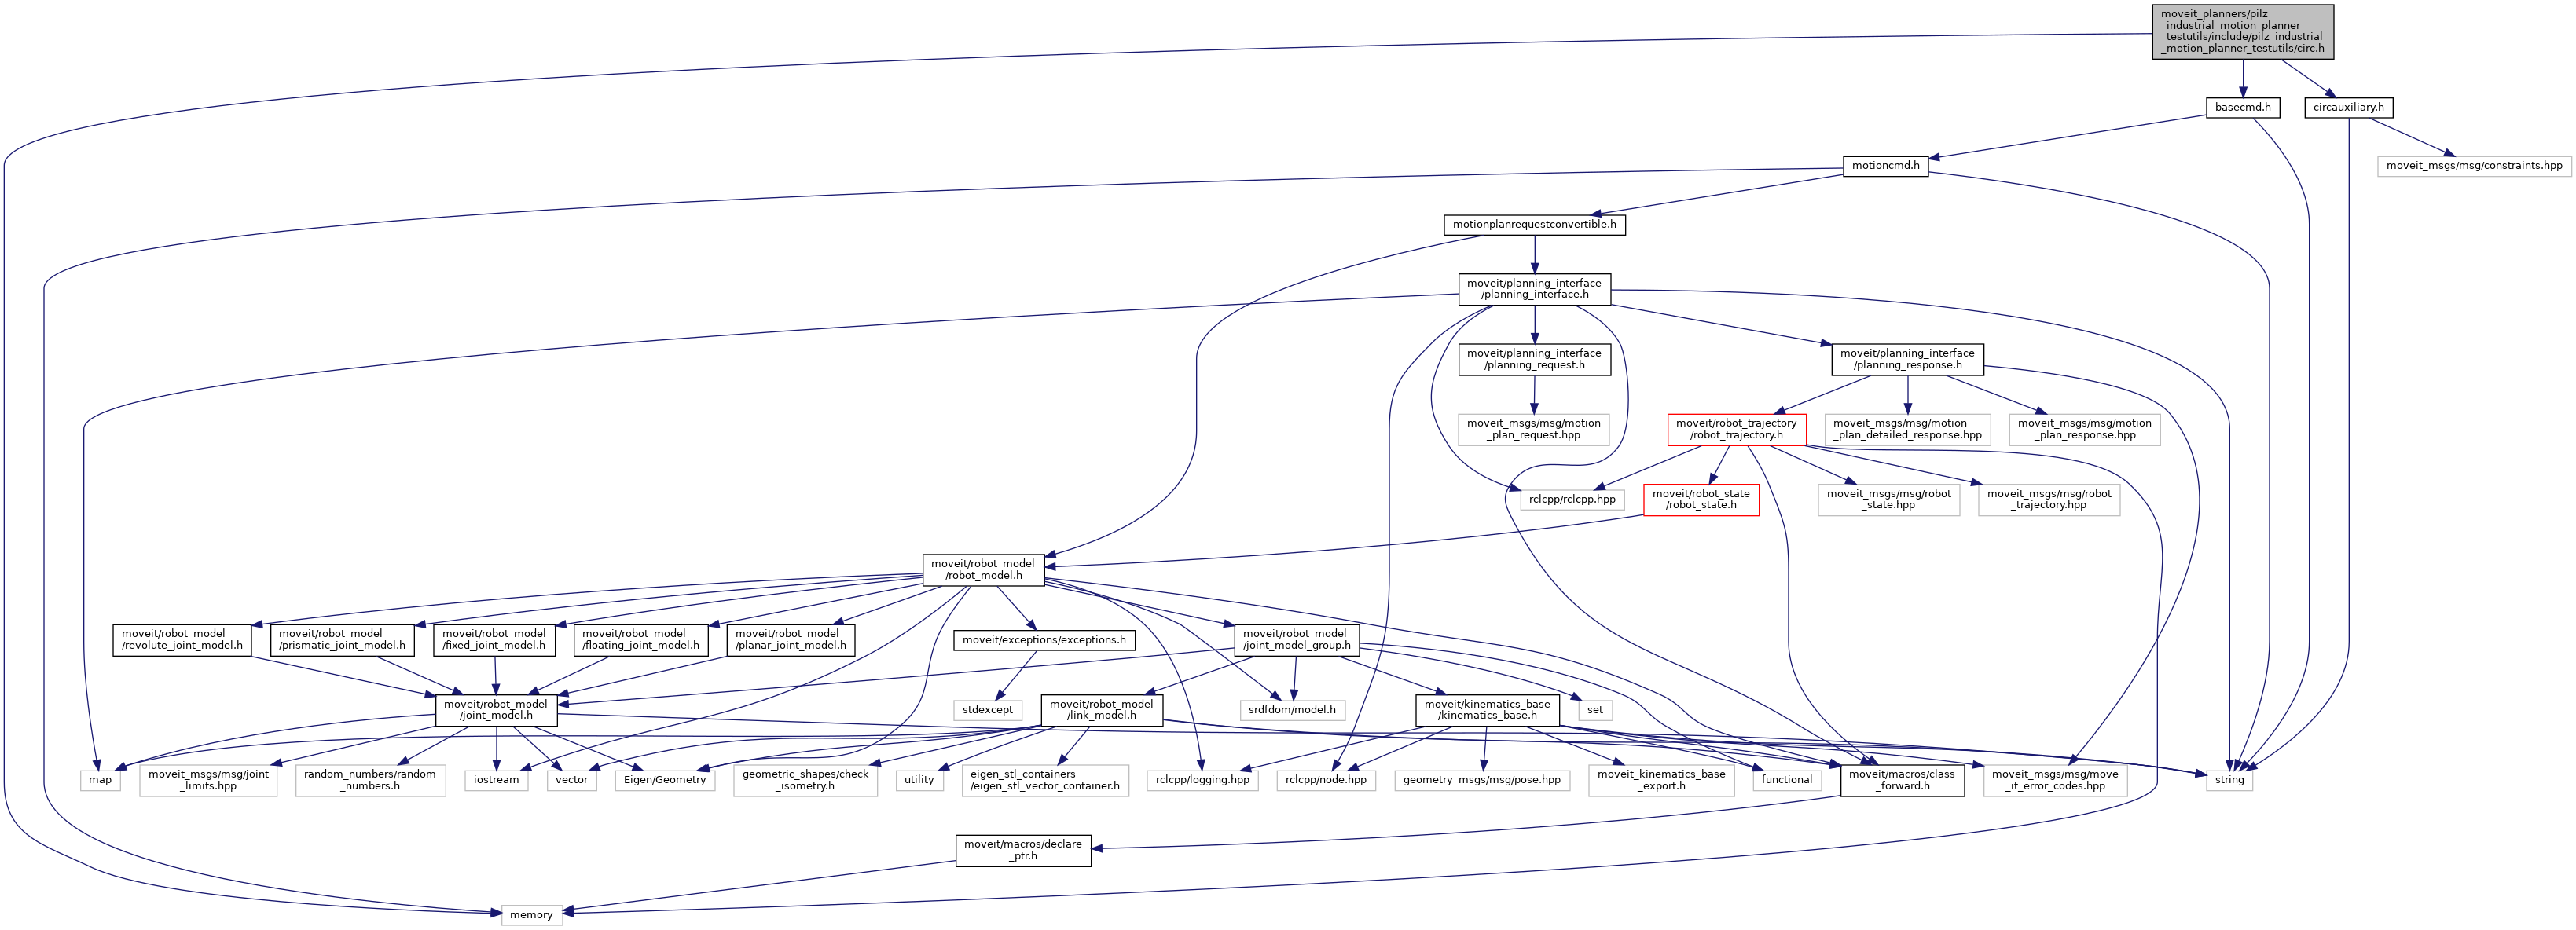 moveit_planners/pilz
_industrial_motion_planner
_testutils/include/pilz_industrial
_motion_planner_testutils/circ.h
basecmd.h
circauxiliary.h
motioncmd.h
moveit_msgs/msg/constraints.hpp
motionplanrequestconvertible.h
moveit/planning_interface
/planning_interface.h
moveit/planning_interface
/planning_request.h
moveit/planning_interface
/planning_response.h
moveit_msgs/msg/motion
_plan_request.hpp
moveit/robot_trajectory
/robot_trajectory.h
moveit_msgs/msg/motion
_plan_detailed_response.hpp
moveit_msgs/msg/motion
_plan_response.hpp
rclcpp/rclcpp.hpp
moveit/robot_state
/robot_state.h
moveit_msgs/msg/robot
_state.hpp
moveit_msgs/msg/robot
_trajectory.hpp
moveit/robot_model
/robot_model.h
moveit/robot_model
/revolute_joint_model.h
moveit/robot_model
/prismatic_joint_model.h
moveit/robot_model
/fixed_joint_model.h
moveit/robot_model
/floating_joint_model.h
moveit/robot_model
/planar_joint_model.h
moveit/exceptions/exceptions.h
moveit/robot_model
/joint_model_group.h
moveit/robot_model
/joint_model.h
stdexcept
moveit/robot_model
/link_model.h
srdfdom/model.h
moveit/kinematics_base
/kinematics_base.h
set
map
moveit_msgs/msg/joint
_limits.hpp
random_numbers/random
_numbers.h
iostream
vector
Eigen/Geometry
geometric_shapes/check
_isometry.h
utility
eigen_stl_containers
/eigen_stl_vector_container.h
rclcpp/logging.hpp
rclcpp/node.hpp
geometry_msgs/msg/pose.hpp
moveit_kinematics_base
_export.h
functional
moveit/macros/class
_forward.h
moveit_msgs/msg/move
_it_error_codes.hpp
string
moveit/macros/declare
_ptr.h
memory